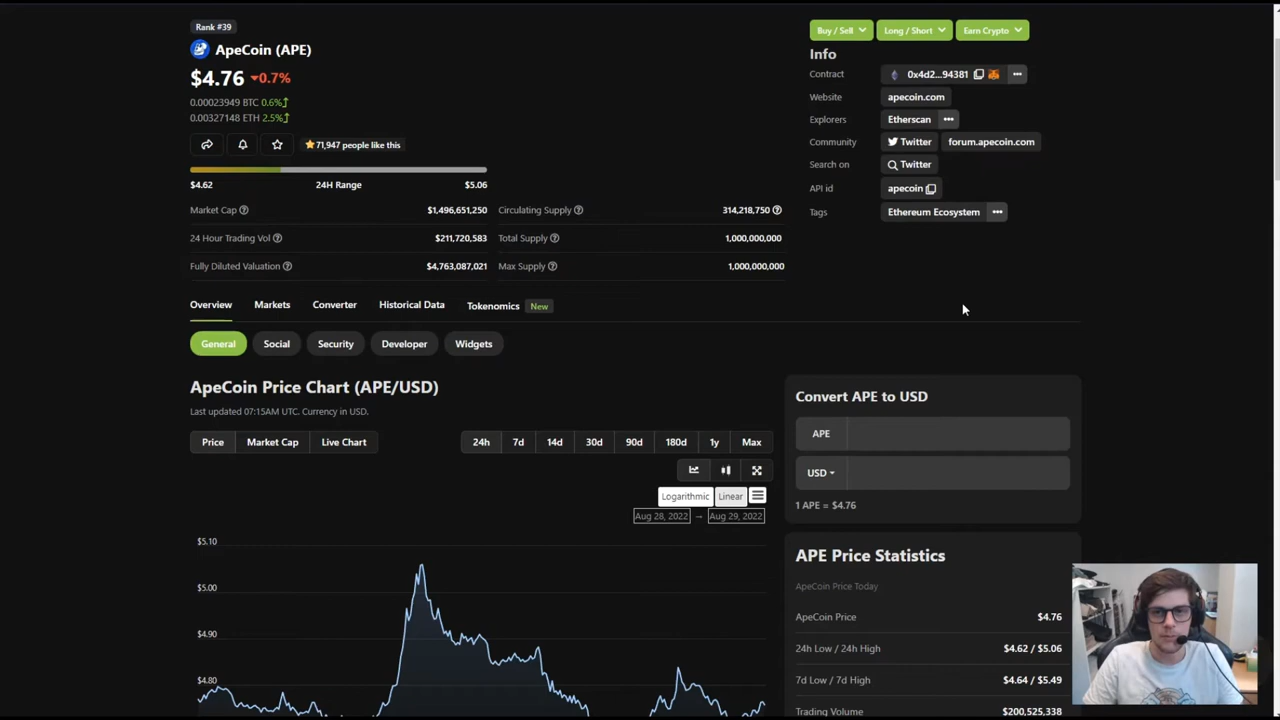 Rank #39
ApeCoin (APE)
$4.76 0.7%
0.00023949 BTC 0.6%
0.00327148 ETH 2.5%
71,947 people like this
$4.62 24H Range $5.06
Market Cap $1,496,651,250
24 Hour Trading Vol $211,720,583
Fully Diluted Valuation $4,763,087,021
Circulating Supply 314,218,750
Total Supply 1,000,000,000
Max Supply 1,000,000,000
Buy / Sell Long / Short Earn Crypto
Info
Contract 0x4d2...94381
Website apecoin.com
Explorers Etherscan
Community Twitter forum.apecoin.com
Search on Twitter
API id apecoin
Tags Ethereum Ecosystem
Overview Markets Converter Historical Data Tokenomics New
General Social Security Developer Widgets
ApeCoin Price Chart (APE/USD)
Last updated 07:15AM UTC. Currency in USD.
Price Market Cap Live Chart 24h 7d 14d 30d 90d 180d 1y Max
Logarithmic Linear
Aug 28, 2022 → Aug 29, 2022
$5.10
$5.00
$4.90
$4.80
Convert APE to USD
APE
USD
1 APE = $4.76
APE Price Statistics
ApeCoin Price Today
ApeCoin Price $4.76
24h Low / 24h High $4.62 / $5.06
7d Low / 7d High $4.64 / $5.49
Trading Volume $200,525,338